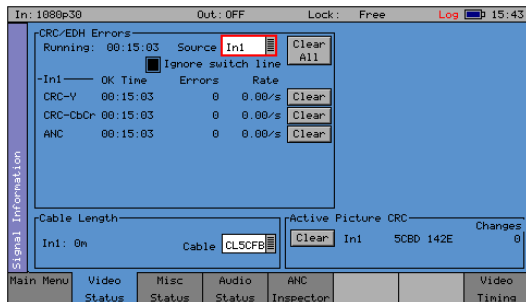 In: 1080p30 Out: OFF Lock: Free Log 15:43
CRC/EDH Errors
Running: 00:15:03 Source In1 Clear All
Ignore switch line
In1 OK Time Errors Rate
CRC-Y 00:15:03 0 0.00/s Clear
CRC-CbCr 00:15:03 0 0.00/s Clear
ANC 00:15:03 0 0.00/s Clear
Signal Information
Cable Length
In1: 0m Cable CL5CFB
Active Picture CRC Changes
Clear In1 5CBD 142E 0
Main Menu Video Status Misc Status Audio Status ANC Inspector Video Timing